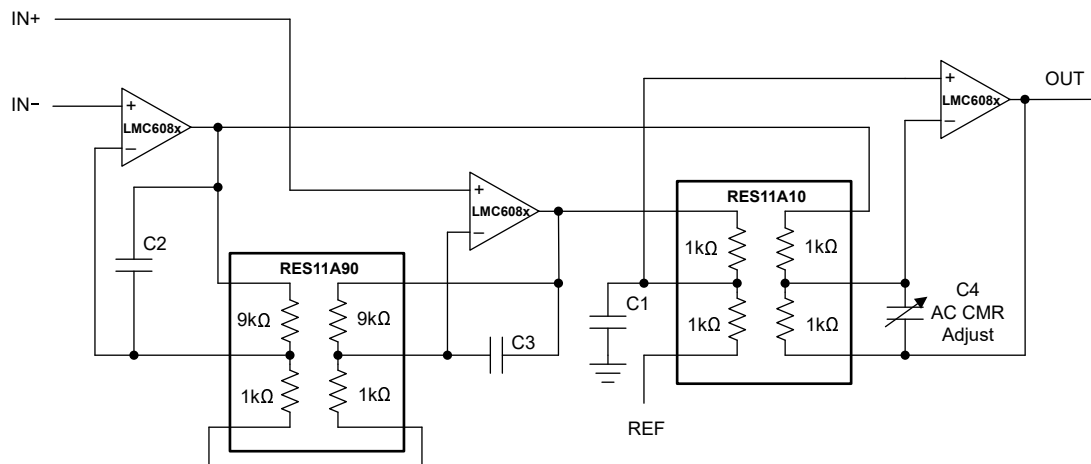 IN+
IN−
+
LMC608x
−
C2
RES11A90
9kΩ
9kΩ
1kΩ
1kΩ
+
LMC608x
−
C3
RES11A10
1kΩ
1kΩ
1kΩ
1kΩ
C1
REF
+
LMC608x
−
OUT
C4
AC CMR
Adjust